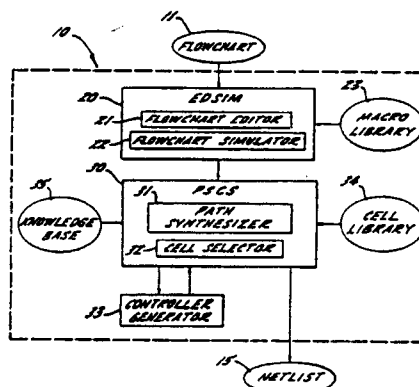 10
11
FLOWCHART
20
EDSIM
21
FLOWCHART EDITOR
22
FLOWCHART SIMULATOR
23
MACRO LIBRARY
30
PSCS
31
PATH SYNTHESIZER
32
CELL SELECTOR
35
KNOWLEDGE BASE
34
CELL LIBRARY
33
CONTROLLER GENERATOR
15
NETLIST